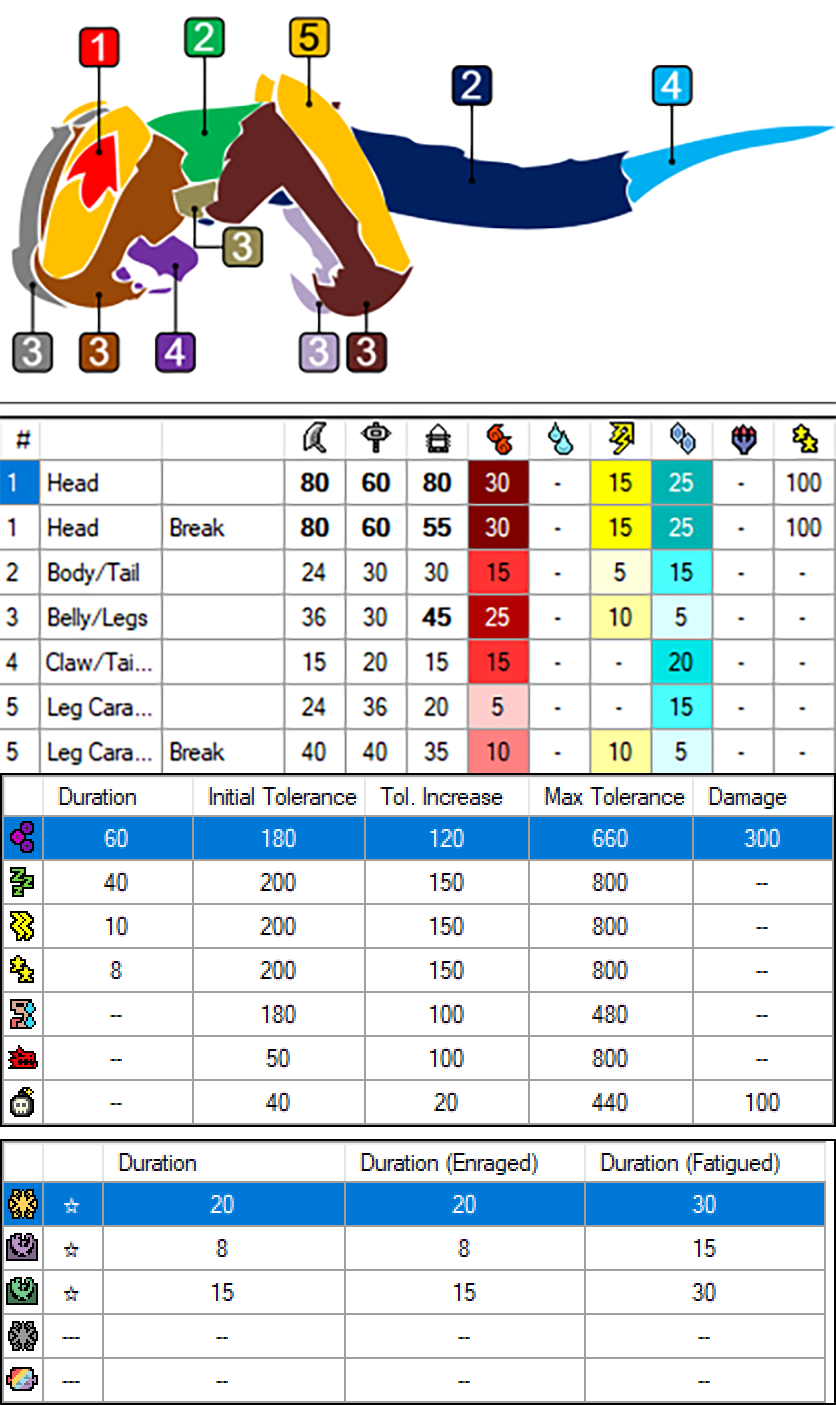 1 2 5
2 4
3
3 3 4 3 3
#
1 Head 80 60 80 30 - 15 25 - 100
1 Head Break 80 60 55 30 - 15 25 - 100
2 Body/Tail 24 30 30 15 - 5 15 - -
3 Belly/Legs 36 30 45 25 - 10 5 - -
4 Claw/Tai... 15 20 15 15 - - 20 - -
5 Leg Cara... 24 36 20 5 - - 15 - -
5 Leg Cara... Break 40 40 35 10 - 10 5 - -
Duration Initial Tolerance Tol. Increase Max Tolerance Damage
60 180 120 660 300
40 200 150 800 --
10 200 150 800 --
8 200 150 800 --
-- 180 100 480 --
-- 50 100 800 --
-- 40 20 440 100
Duration Duration (Enraged) Duration (Fatigued)
☆ 20 20 30
☆ 8 8 15
☆ 15 15 30
--- -- -- --
--- -- -- --